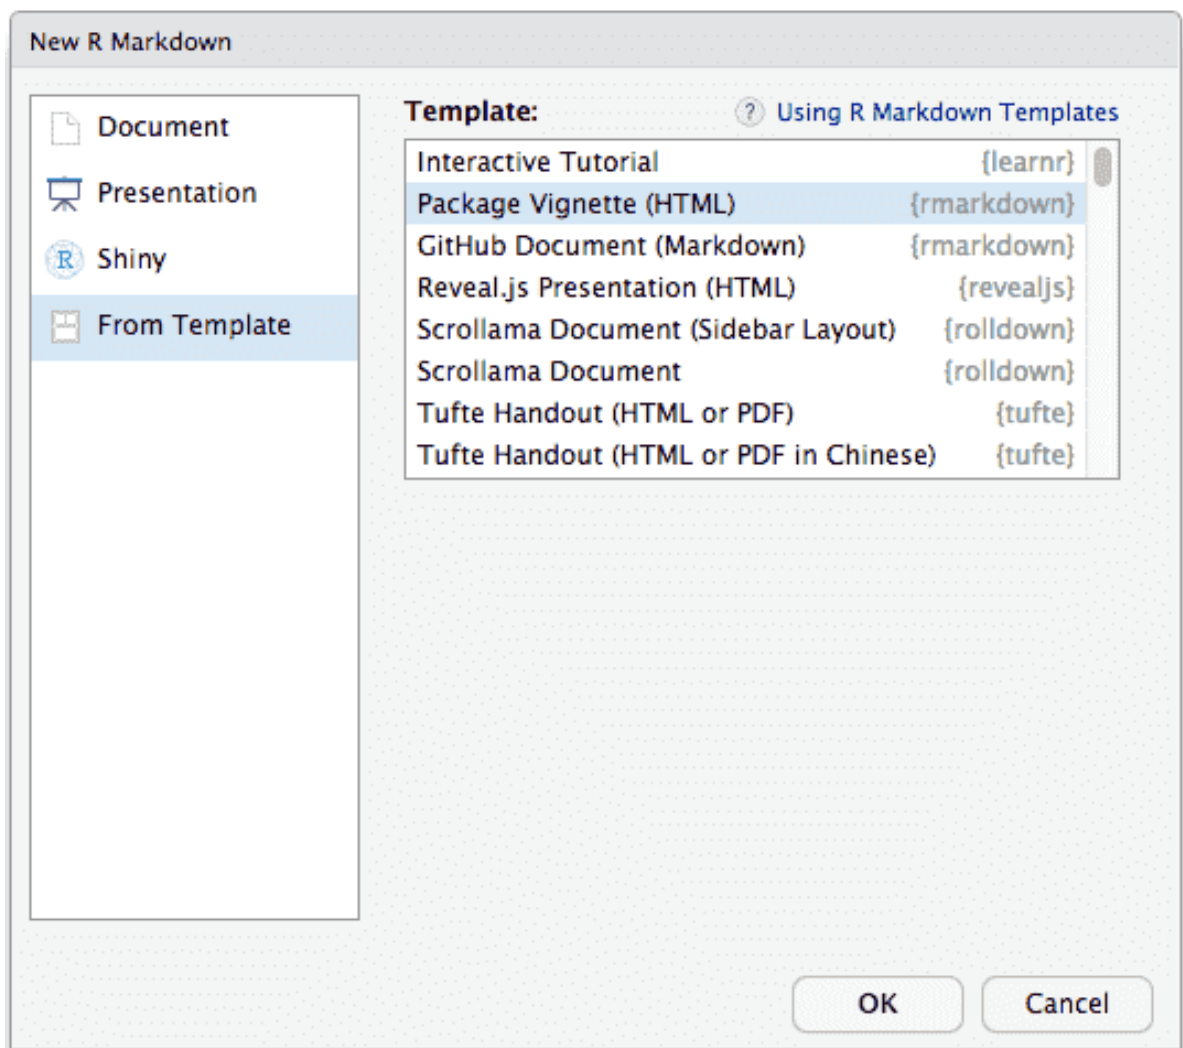 New R Markdown
Document
Presentation
R Shiny
From Template
Template: ? Using R Markdown Templates
Interactive Tutorial {learnr}
Package Vignette (HTML) {rmarkdown}
GitHub Document (Markdown) {rmarkdown}
Reveal.js Presentation (HTML) {revealjs}
Scrollama Document (Sidebar Layout) {rolldown}
Scrollama Document {rolldown}
Tufte Handout (HTML or PDF) {tufte}
Tufte Handout (HTML or PDF in Chinese) {tufte}
OK Cancel